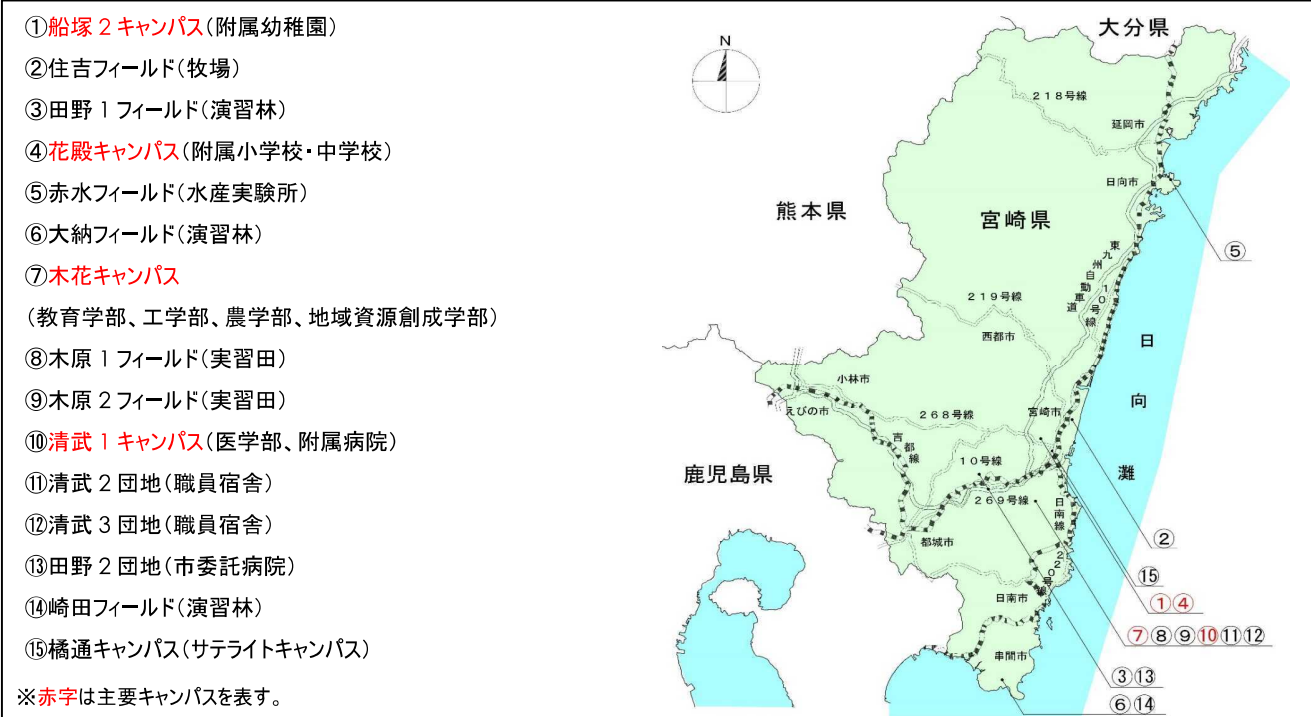 ①船塚２キャンパス(附属幼稚園)
②住吉フィールド(牧場)
③田野１フィールド(演習林)
④花殿キャンパス(附属小学校・中学校)
⑤赤水フィールド(水産実験所)
⑥大納フィールド(演習林)
⑦木花キャンパス
(教育学部、工学部、農学部、地域資源創成学部)
⑧木原１フィールド(実習田)
⑨木原２フィールド(実習田)
⑩清武１キャンパス(医学部、附属病院)
⑪清武２団地(職員宿舎)
⑫清武３団地(職員宿舎)
⑬田野２団地(市委託病院)
⑭崎田フィールド(演習林)
⑮橘通キャンパス(サテライトキャンパス)
※赤字は主要キャンパスを表す。
N
大分県
２１８号線
延岡市
日向市
熊本県
宮崎県
⑤
東九州自動車道
１０号線
２１９号線
西都市
日向灘
小林市
えびの市
２６８号線
宮崎市
吉都線
１０号線
鹿児島県
２６９号線
日南線
都城市
２２０号線
②
⑮
日南市
①④
⑦⑧⑨⑩⑪⑫
串間市
③⑬
⑥⑭